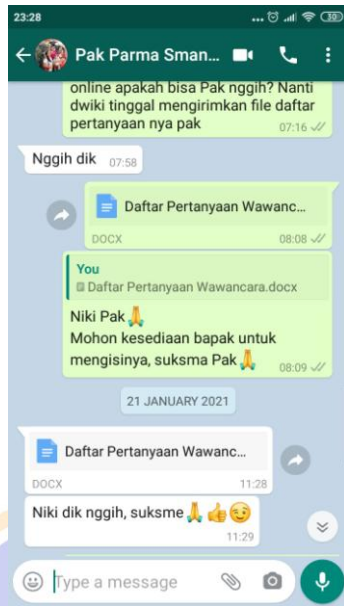 23:28
Pak Parma Sman...
online apakah bisa Pak nggih? Nanti
dwiki tinggal mengirimkan file daftar
pertanyaan nya pak
07:16
Nggih dik 07:58
Daftar Pertanyaan Wawanc...
DOCX 08:08
You
Daftar Pertanyaan Wawancara.docx
Niki Pak🙏
Mohon kesediaan bapak untuk
mengisinya, suksma Pak🙏
08:09
21 JANUARY 2021
Daftar Pertanyaan Wawanc...
DOCX 11:28
Niki dik nggih, suksme🙏👍😉
11:29
Type a message